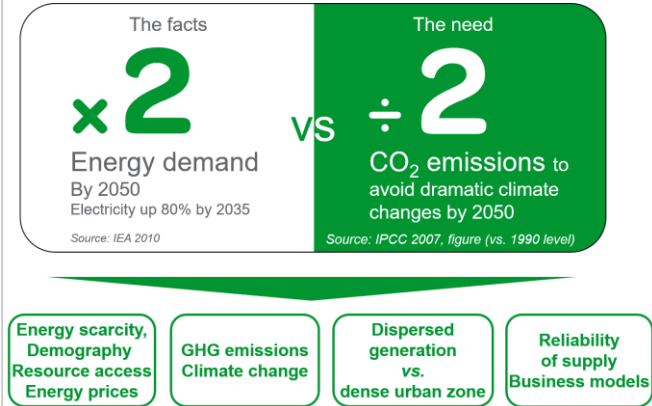 The facts
× 2
Energy demand
By 2050
Electricity up 80% by 2035
Source: IEA 2010
vs
The need
÷ 2
CO₂ emissions to
avoid dramatic climate
changes by 2050
Source: IPCC 2007, figure (vs. 1990 level)
Energy scarcity,
Demography
Resource access
Energy prices
GHG emissions
Climate change
Dispersed
generation
vs.
dense urban zone
Reliability
of supply
Business models